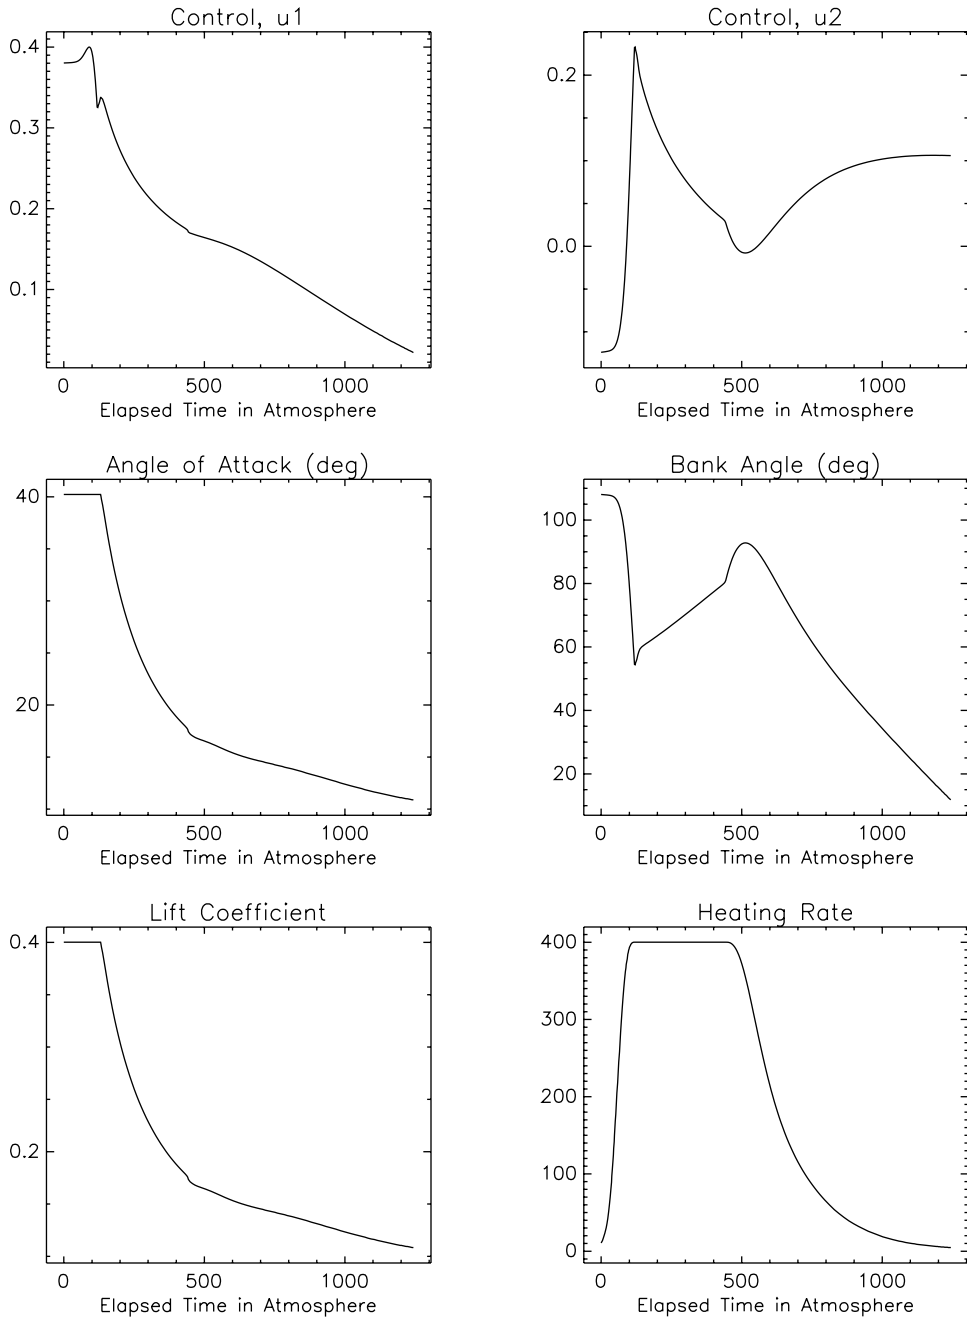 Control, u1
0.4
0.3
0.2
0.1
0 500 1000
Elapsed Time in Atmosphere
Control, u2
0.2
0.0
0 500 1000
Elapsed Time in Atmosphere
Angle of Attack (deg)
40
20
0 500 1000
Elapsed Time in Atmosphere
Bank Angle (deg)
100
80
60
40
20
0 500 1000
Elapsed Time in Atmosphere
Lift Coefficient
0.4
0.2
0 500 1000
Elapsed Time in Atmosphere
Heating Rate
400
300
200
100
0
0 500 1000
Elapsed Time in Atmosphere